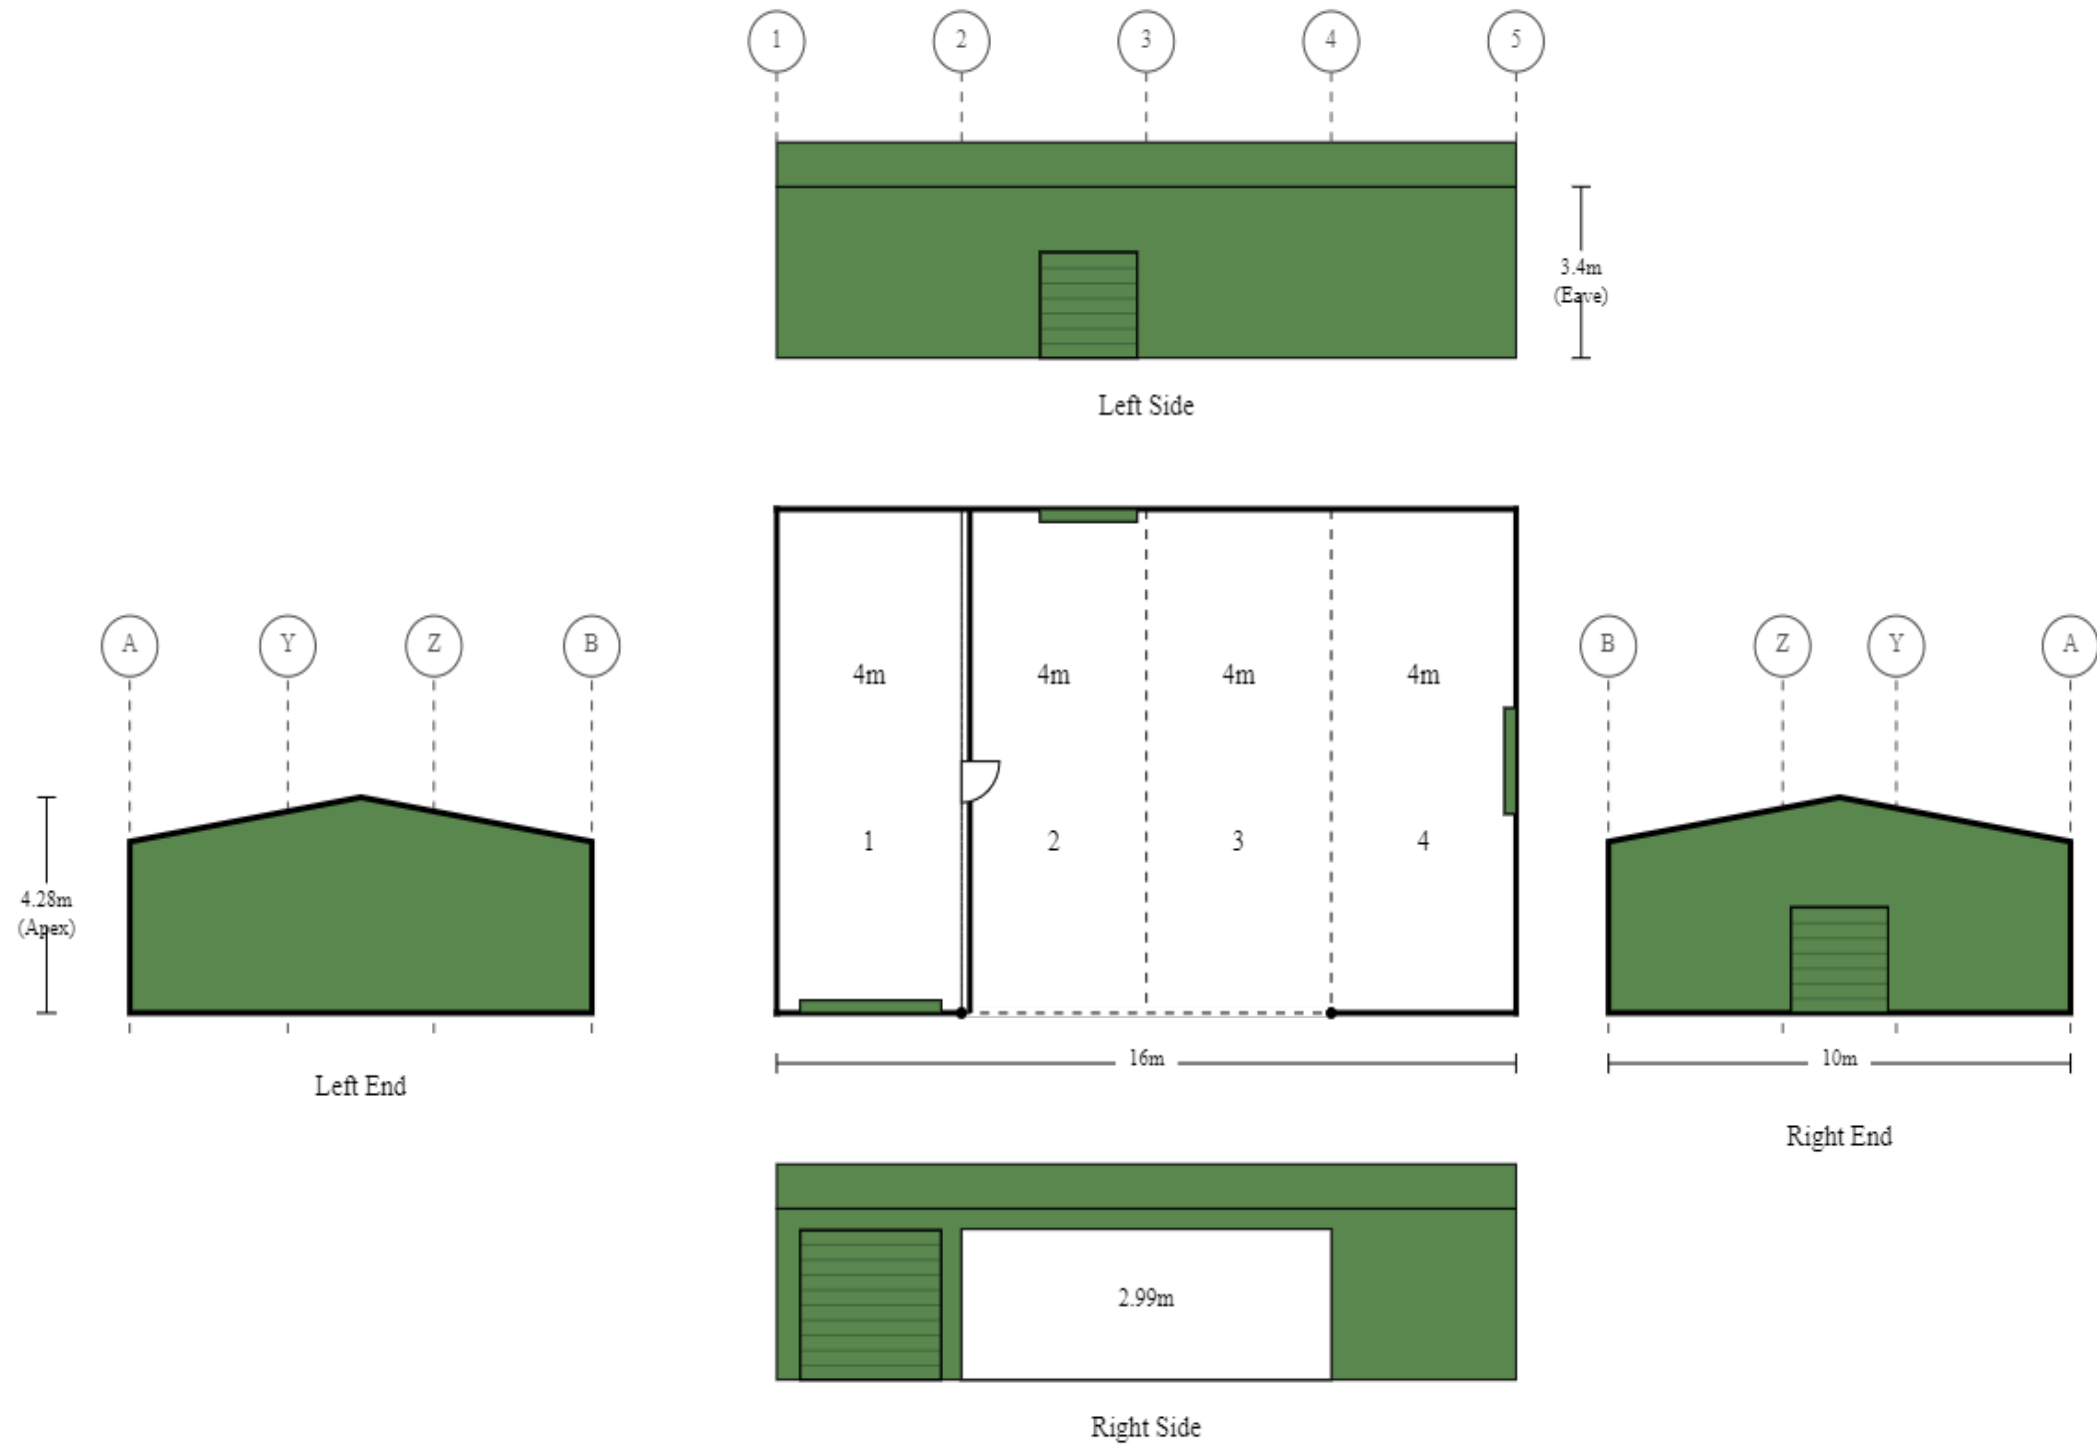 1 2 3 4 5
3.4m
(Eave)
Left Side
A Y Z B
B Z Y A
4m 4m 4m 4m
1 2 3 4
4.28m
(Apex)
16m
10m
Left End
Right End
2.99m
Right Side